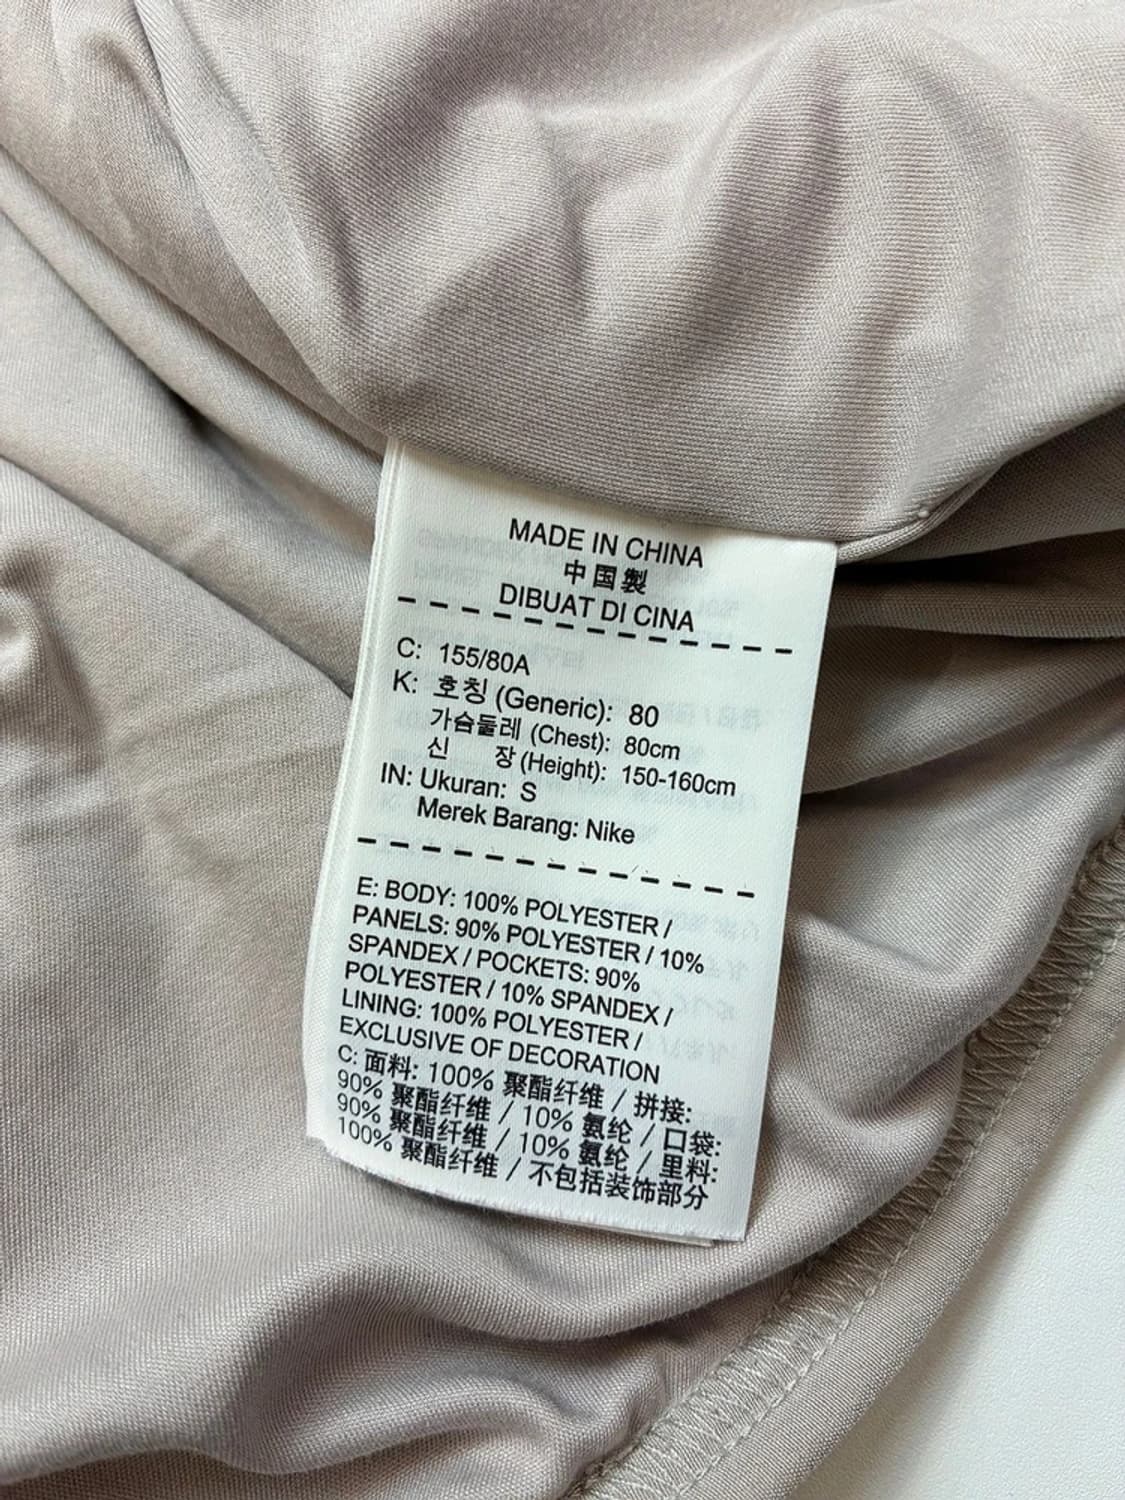 MADE IN CHINA
中国製
DIBUAT DI CINA
C: 155/80A
K: 호칭 (Generic): 80
가슴둘레 (Chest): 80cm
신 장 (Height): 150-160cm
IN: Ukuran: S
Merek Barang: Nike
E: BODY: 100% POLYESTER /
PANELS: 90% POLYESTER / 10%
SPANDEX / POCKETS: 90%
POLYESTER / 10% SPANDEX /
LINING: 100% POLYESTER /
EXCLUSIVE OF DECORATION
C: 面料: 100% 聚酯纤维 / 拼接:
90% 聚酯纤维 / 10% 氨纶 / 口袋:
90% 聚酯纤维 / 10% 氨纶 / 里料:
100% 聚酯纤维 / 不包括装饰部分